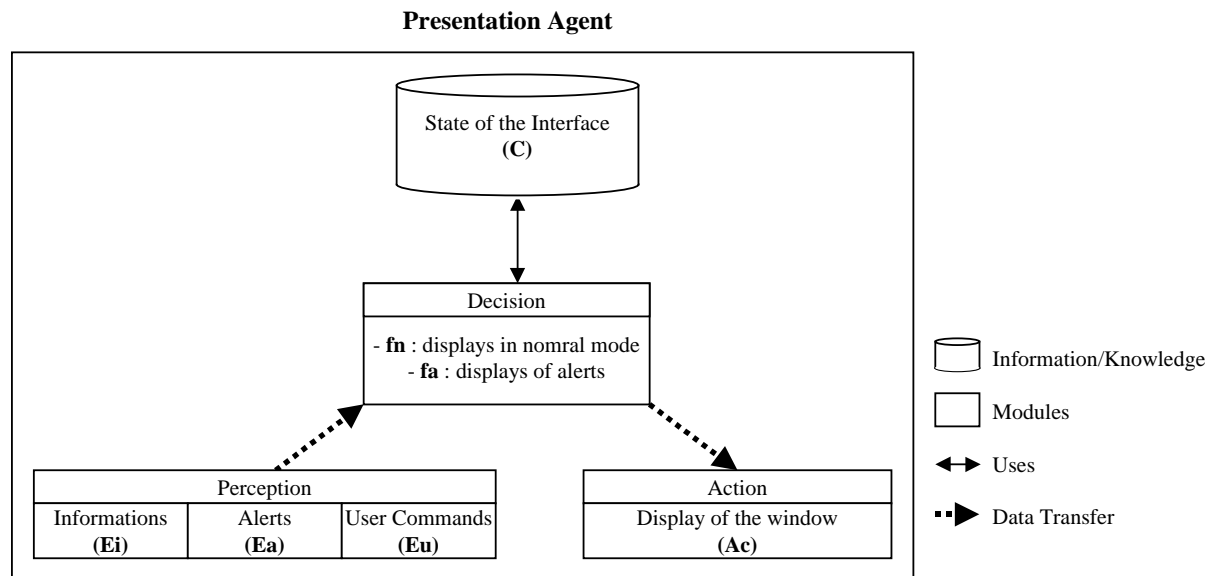 Presentation Agent
State of the Interface
(C)
Decision
- fn : displays in nomral mode
- fa : displays of alerts
Perception
Informations
(Ei)
Alerts
(Ea)
User Commands
(Eu)
Action
Display of the window
(Ac)
Information/Knowledge
Modules
Uses
Data Transfer